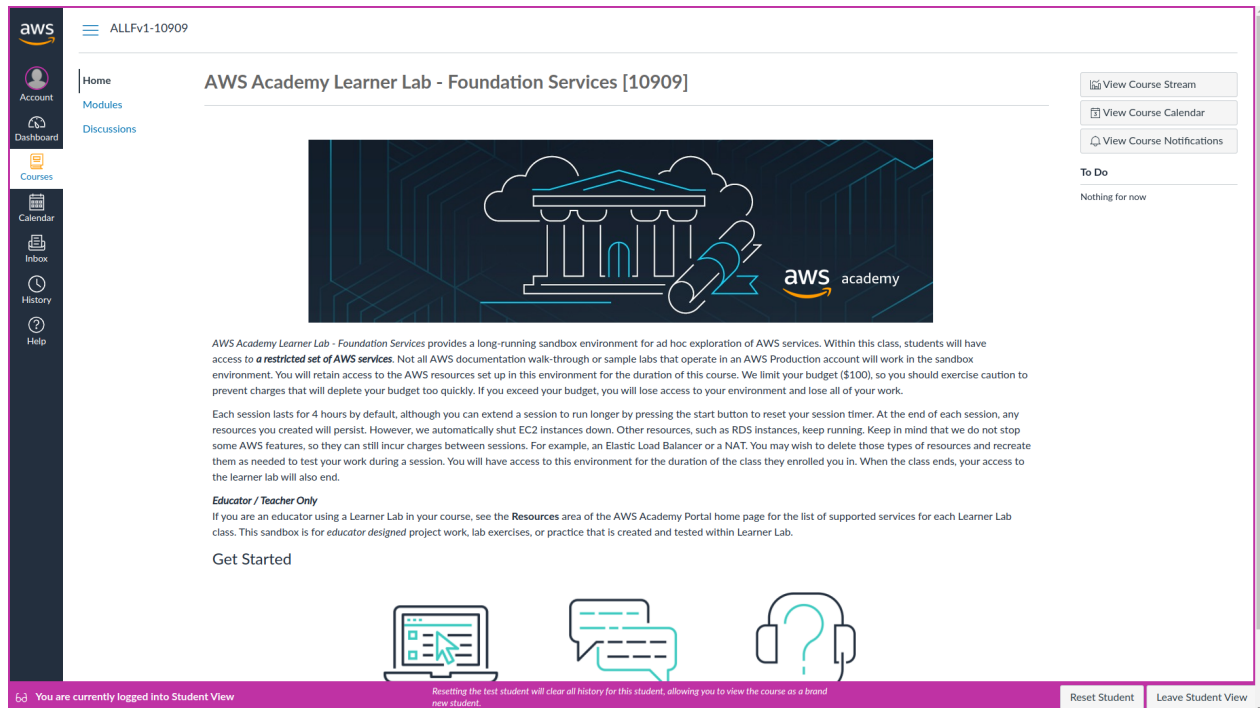 aws
ALLFv1-10909
Account
Dashboard
Courses
Calendar
Inbox
History
Help
Home
Modules
Discussions
AWS Academy Learner Lab - Foundation Services [10909]
aws academy
AWS Academy Learner Lab - Foundation Services provides a long-running sandbox environment for ad hoc exploration of AWS services. Within this class, students will have
access to a restricted set of AWS services. Not all AWS documentation walk-through or sample labs that operate in an AWS Production account will work in the sandbox
environment. You will retain access to the AWS resources set up in this environment for the duration of this course. We limit your budget ($100), so you should exercise caution to
prevent charges that will deplete your budget too quickly. If you exceed your budget, you will lose access to your environment and lose all of your work.
Each session lasts for 4 hours by default, although you can extend a session to run longer by pressing the start button to reset your session timer. At the end of each session, any
resources you created will persist. However, we automatically shut EC2 instances down. Other resources, such as RDS instances, keep running. Keep in mind that we do not stop
some AWS features, so they can still incur charges between sessions. For example, an Elastic Load Balancer or a NAT. You may wish to delete those types of resources and recreate
them as needed to test your work during a session. You will have access to this environment for the duration of the class they enrolled you in. When the class ends, your access to
the learner lab will also end.
Educator / Teacher Only
If you are an educator using a Learner Lab in your course, see the Resources area of the AWS Academy Portal home page for the list of supported services for each Learner Lab
class. This sandbox is for educator designed project work, lab exercises, or practice that is created and tested within Learner Lab.
Get Started
View Course Stream
View Course Calendar
View Course Notifications
To Do
Nothing for now
You are currently logged into Student View
Resetting the test student will clear all history for this student, allowing you to view the course as a brand
new student.
Reset Student
Leave Student View